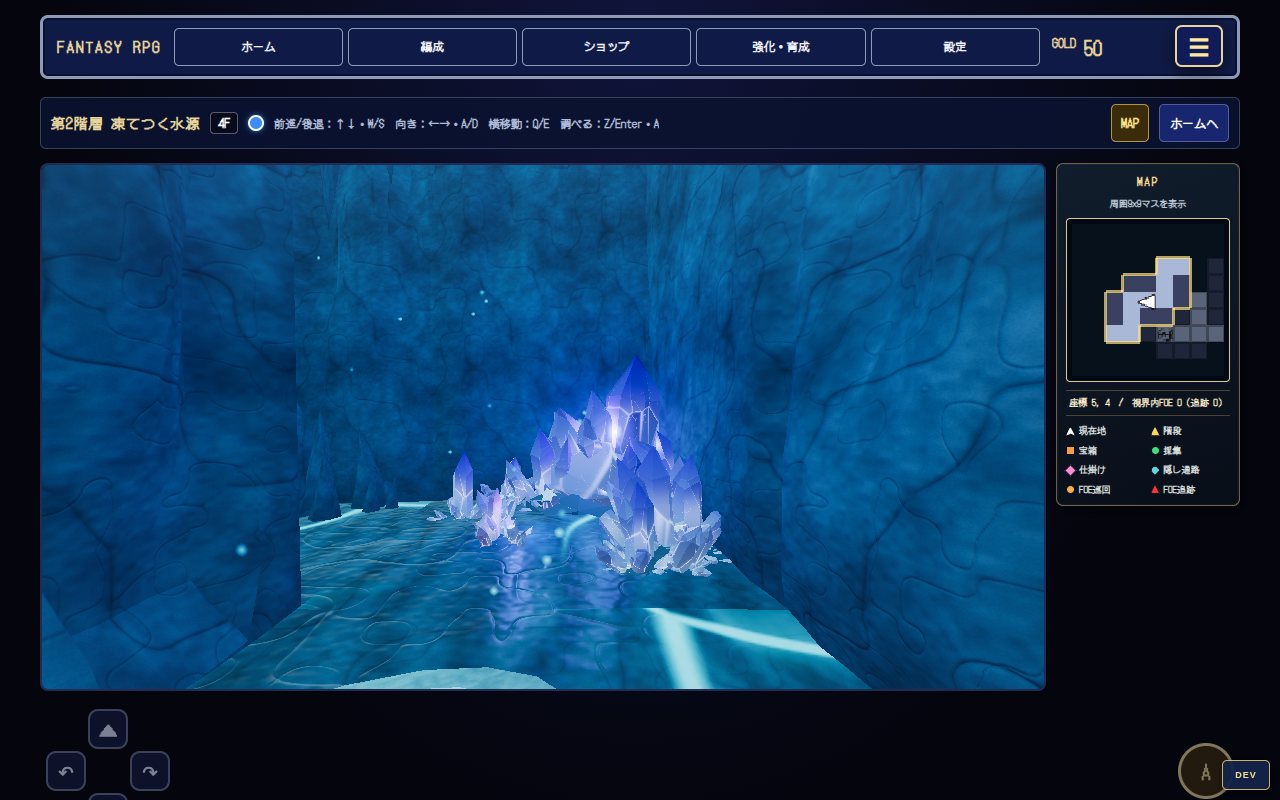 FANTASY RPG
ホーム
編成
ショップ
強化・育成
設定
GOLD 50
第2階層 凍てつく水源
4F
前進/後退：↑↓・W/S 向き：←→・A/D 横移動：Q/E 調べる：Z/Enter・A
MAP
ホームへ
MAP
周囲9x9マスを表示
座標 5, 4 / 視界内FOE 0（追跡 0）
現在地
階段
宝箱
採集
仕掛け
隠し通路
FOE巡回
FOE追跡
A
DEV